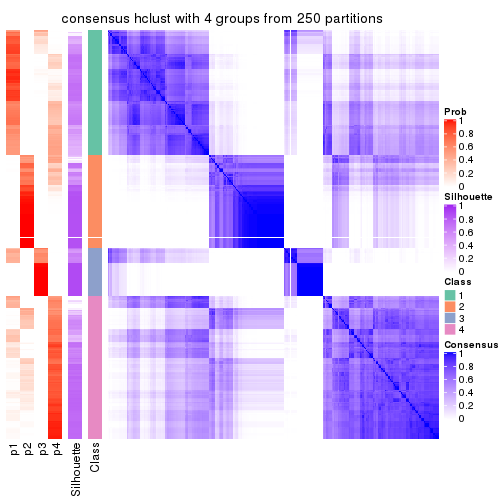 consensus hclust with 4 groups from 250 partitions
Prob
1
0.8
0.6
0.4
0.2
0
Silhouette
1
0.8
0.6
0.4
0.2
0
Class
1
2
3
4
Consensus
1
0.8
0.6
0.4
0.2
0
p1
p2
p3
p4
Silhouette
Class